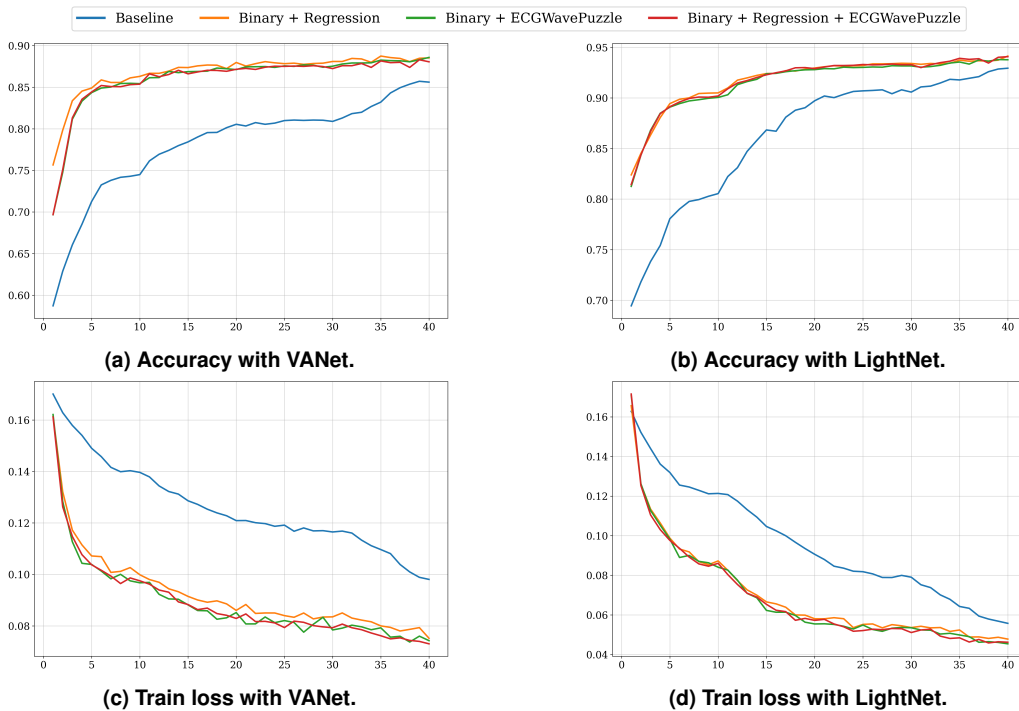 Baseline Binary + Regression Binary + ECGWavePuzzle Binary + Regression + ECGWavePuzzle
0.90
0.85
0.80
0.75
0.70
0.65
0.60
0 5 10 15 20 25 30 35 40
(a) Accuracy with VANet.
0.95
0.90
0.85
0.80
0.75
0.70
0 5 10 15 20 25 30 35 40
(b) Accuracy with LightNet.
0.16
0.14
0.12
0.10
0.08
0 5 10 15 20 25 30 35 40
(c) Train loss with VANet.
0.16
0.14
0.12
0.10
0.08
0.06
0.04
0 5 10 15 20 25 30 35 40
(d) Train loss with LightNet.